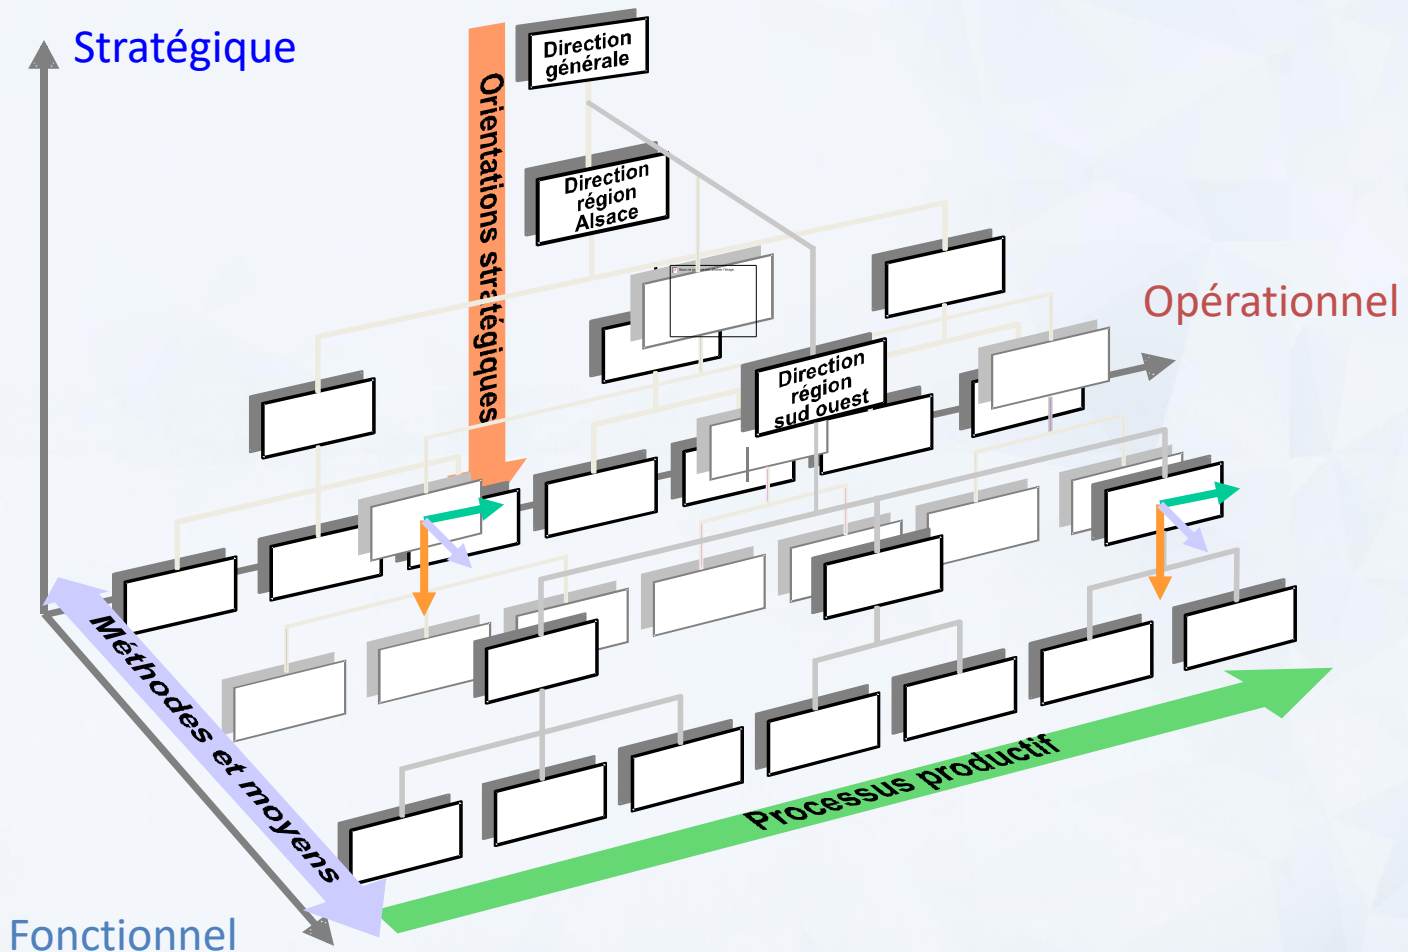 Stratégique
Direction
générale
Orientations stratégiques
Direction
région
Alsace
Opérationnel
Direction
région
sud ouest
Méthodes et moyens
Processus productif
Fonctionnel